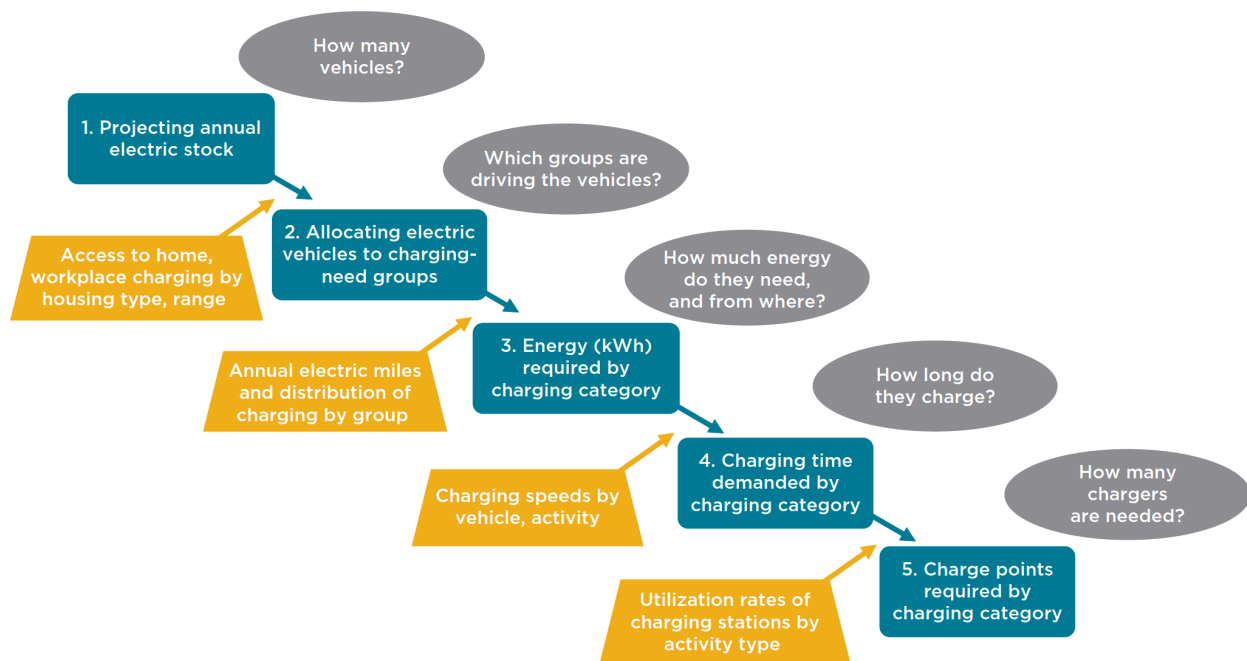 How many
vehicles?
1. Projecting annual
electric stock
Which groups are
driving the vehicles?
Access to home,
workplace charging by
housing type, range
2. Allocating electric
vehicles to charging-
need groups
How much energy
do they need,
and from where?
Annual electric miles
and distribution of
charging by group
3. Energy (kWh)
required by
charging category
How long do
they charge?
Charging speeds by
vehicle, activity
4. Charging time
demanded by
charging category
How many
chargers
are needed?
Utilization rates of
charging stations by
activity type
5. Charge points
required by
charging category